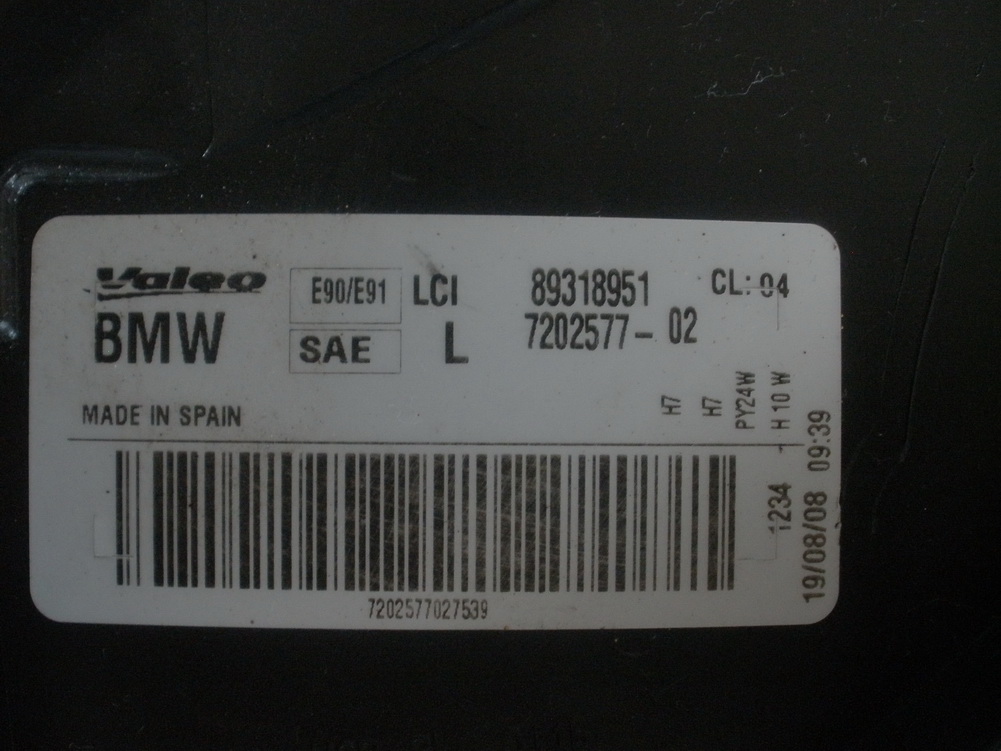 Valeo E90/E91 LCI 89318951 CL: 04
BMW SAE L 7202577- 02
MADE IN SPAIN
H7
H7
PY24W
H 10 W
1234
19/08/08 09:39
7202577027539